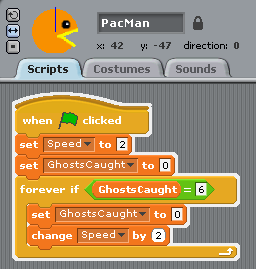 PacMan
x: 42 y: -47 direction: 0
Scripts Costumes Sounds
when clicked
set Speed to 2
set GhostsCaught to 0
forever if GhostsCaught = 6
set GhostsCaught to 0
change Speed by 2